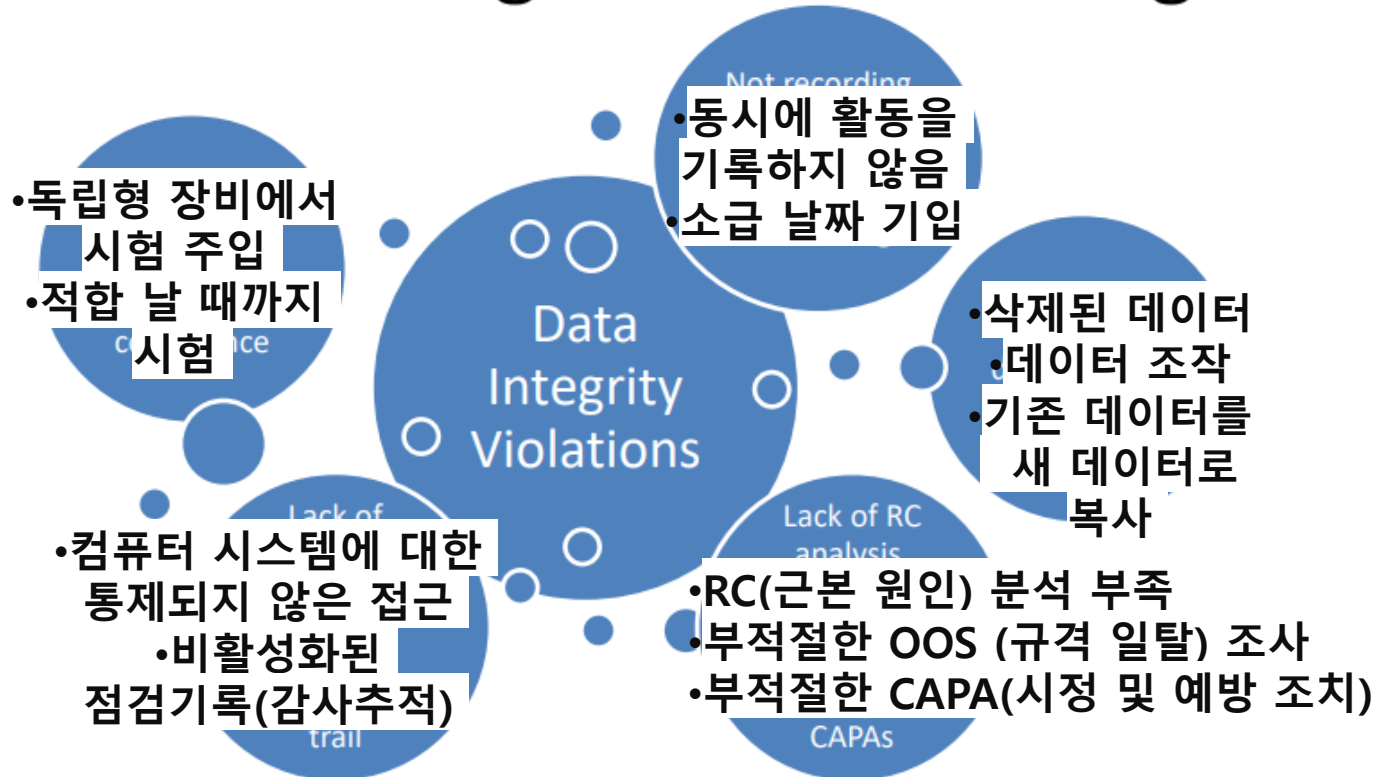 Not recording
•동시에 활동을
기록하지 않음
•소급 날짜 기입
•독립형 장비에서
시험 주입
•적합 날 때까지
시험
Data
Integrity
Violations
•삭제된 데이터
•데이터 조작
•기존 데이터를
새 데이터로
복사
Lack of
•컴퓨터 시스템에 대한
통제되지 않은 접근
•비활성화된
점검기록(감사추적)
trail
Lack of RC
analysis
•RC(근본 원인) 분석 부족
•부적절한 OOS (규격 일탈) 조사
•부적절한 CAPA(시정 및 예방 조치)
CAPAs